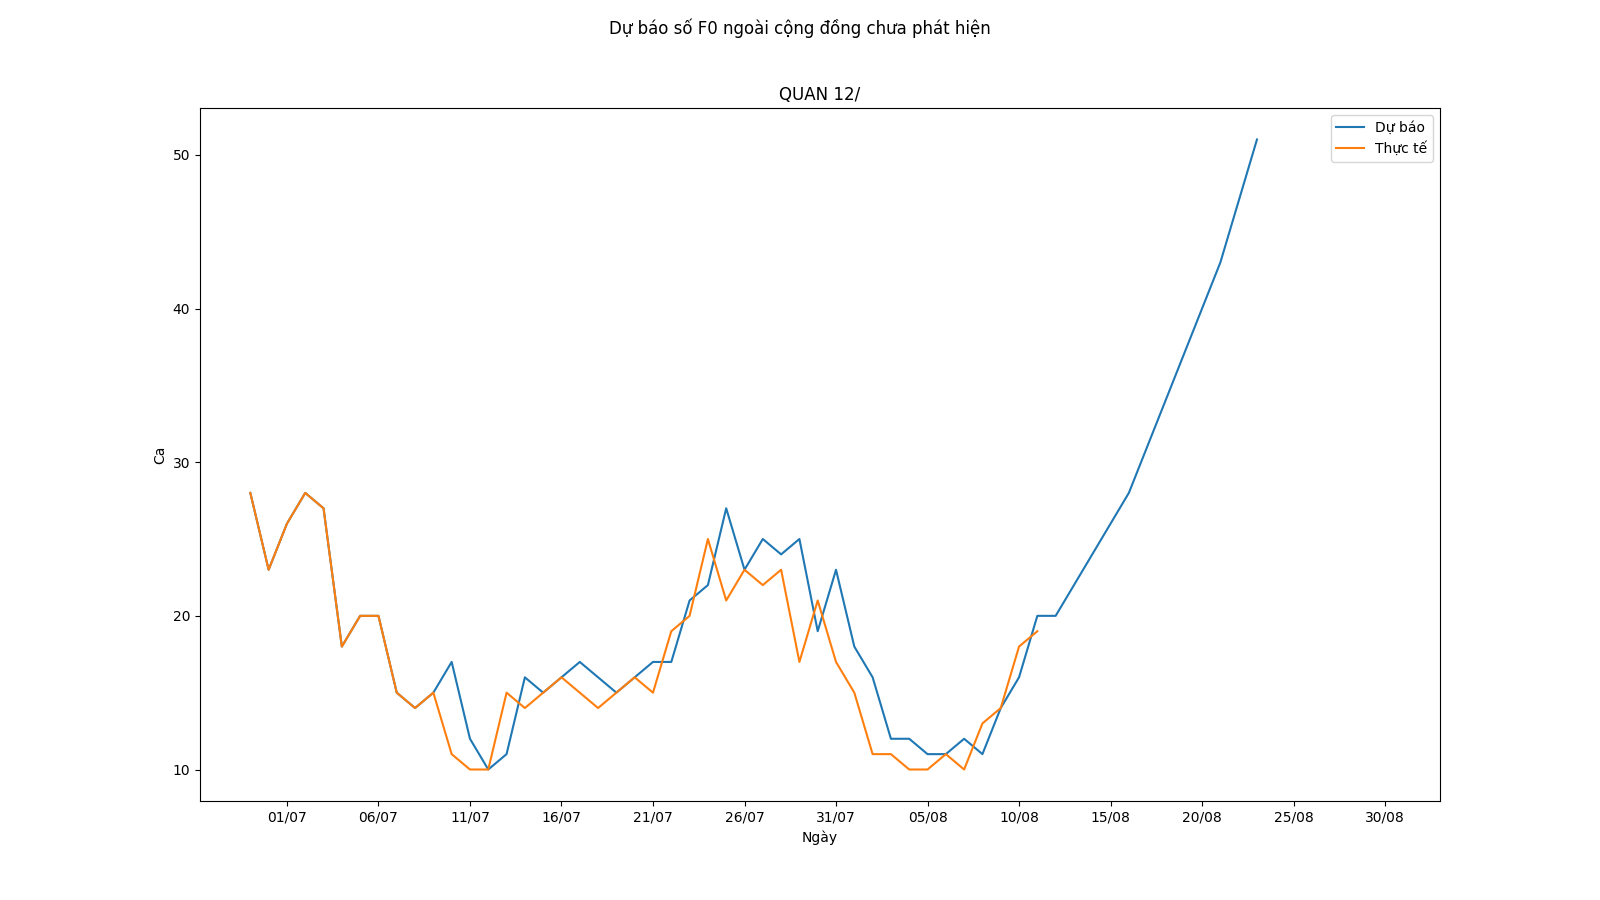 Dự báo số F0 ngoài cộng đồng chưa phát hiện
QUAN 12/
Dự báo
Thực tế
50
40
30
20
10
Ca
01/07 06/07 11/07 16/07 21/07 26/07 31/07 05/08 10/08 15/08 20/08 25/08 30/08
Ngày